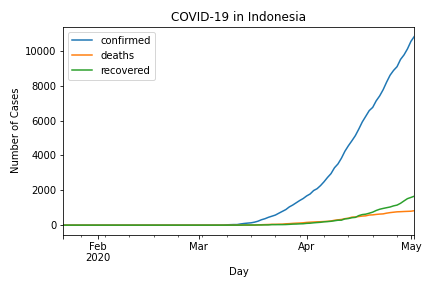 COVID-19 in Indonesia
confirmed
deaths
recovered
Number of Cases
10000
8000
6000
4000
2000
0
Feb
2020
Mar
Apr
May
Day